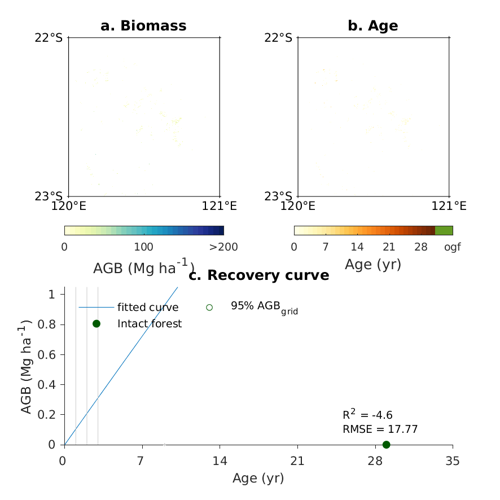 a. Biomass
b. Age
22°S
22°S
23°S
23°S
120°E
121°E
120°E
121°E
0
100
>200
0
7
14
21
28
ogf
AGB (Mg ha⁻¹)
Age (yr)
c. Recovery curve
fitted curve
95% AGB_grid
Intact forest
1
0.8
0.6
0.4
0.2
0
AGB (Mg ha⁻¹)
R² = -4.6
RMSE = 17.77
0
7
14
21
28
35
Age (yr)